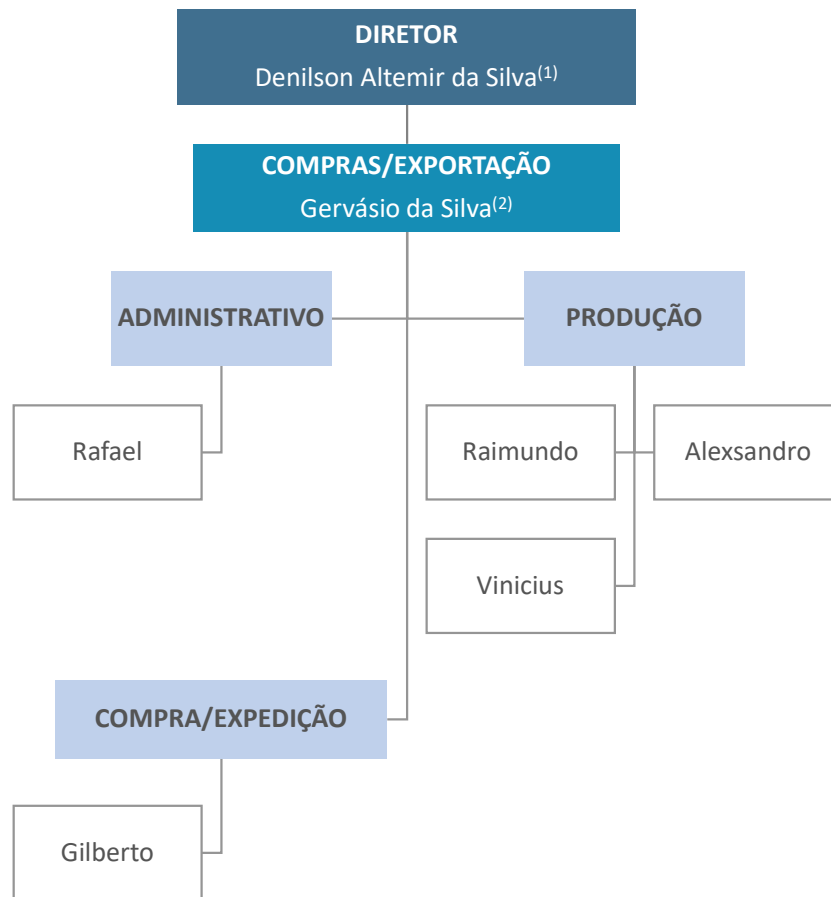 DIRETOR
Denilson Altemir da Silva(1)
COMPRAS/EXPORTAÇÃO
Gervásio da Silva(2)
ADMINISTRATIVO
PRODUÇÃO
Rafael
Raimundo
Alexsandro
Vinicius
COMPRA/EXPEDIÇÃO
Gilberto